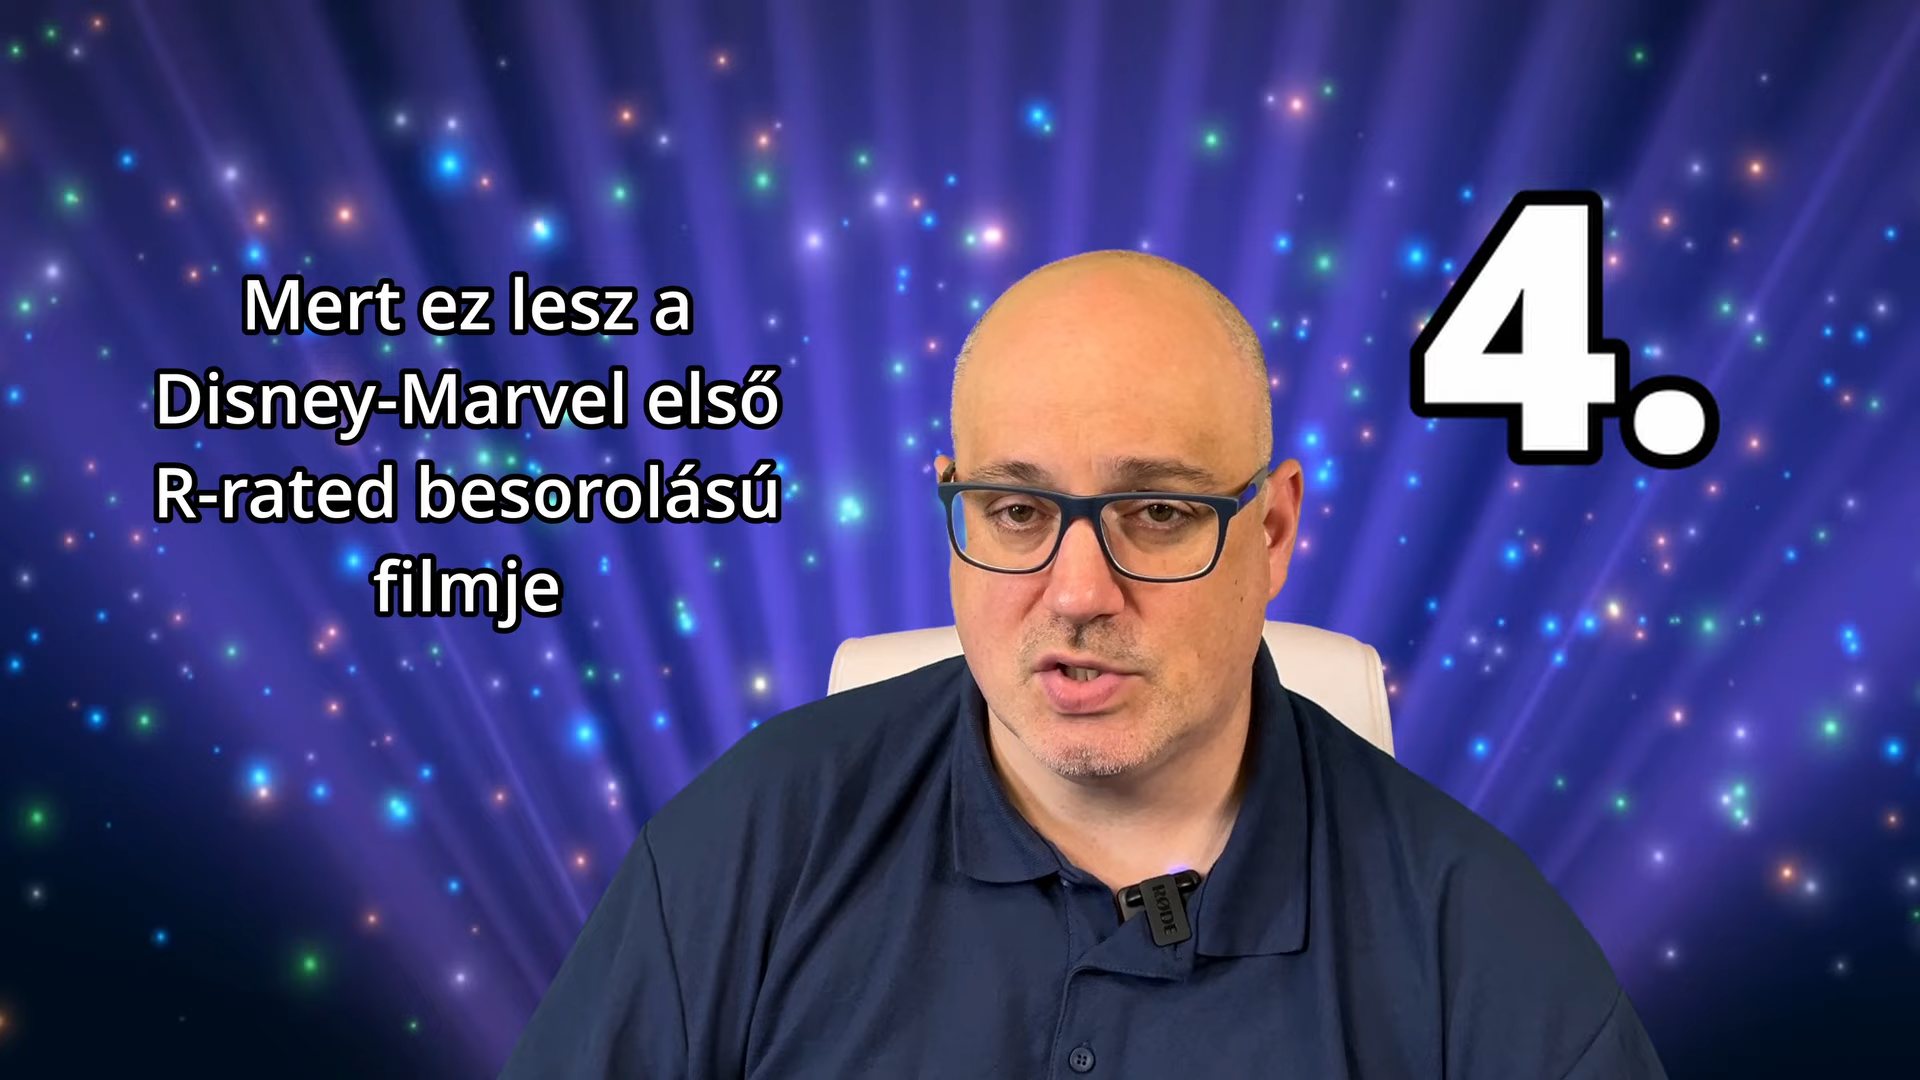 Mert ez lesz a
Disney-Marvel első
R-rated besorolású
filmje
4.
RØDE